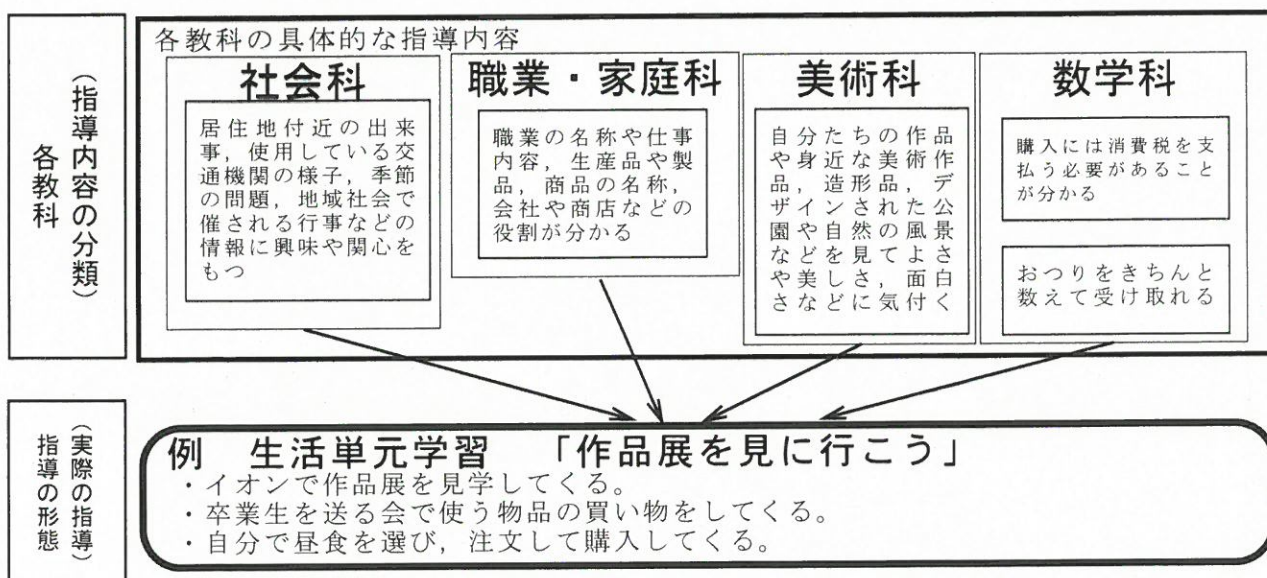 各教科
（指導内容の分類）
各教科の具体的な指導内容
社会科
居住地付近の出来
事，使用している交
通機関の様子，季節
の問題，地域社会で
催される行事などの
情報に興味や関心を
もつ
職業・家庭科
職業の名称や仕事
内容，生産品や製
品，商品の名称，
会社や商店などの
役割が分かる
美術科
自分たちの作品
や身近な美術作
品，造形品，デ
ザインされた公
園や自然の風景
などを見てよさ
や美しさ，面白
さなどに気付く
数学科
購入には消費税を支
払う必要があること
が分かる
おつりをきちんと
数えて受け取れる
指導の形態
（実際の指導）
例　生活単元学習　「作品展を見に行こう」
・イオンで作品展を見学してくる。
・卒業生を送る会で使う物品の買い物をしてくる。
・自分で昼食を選び，注文して購入してくる。